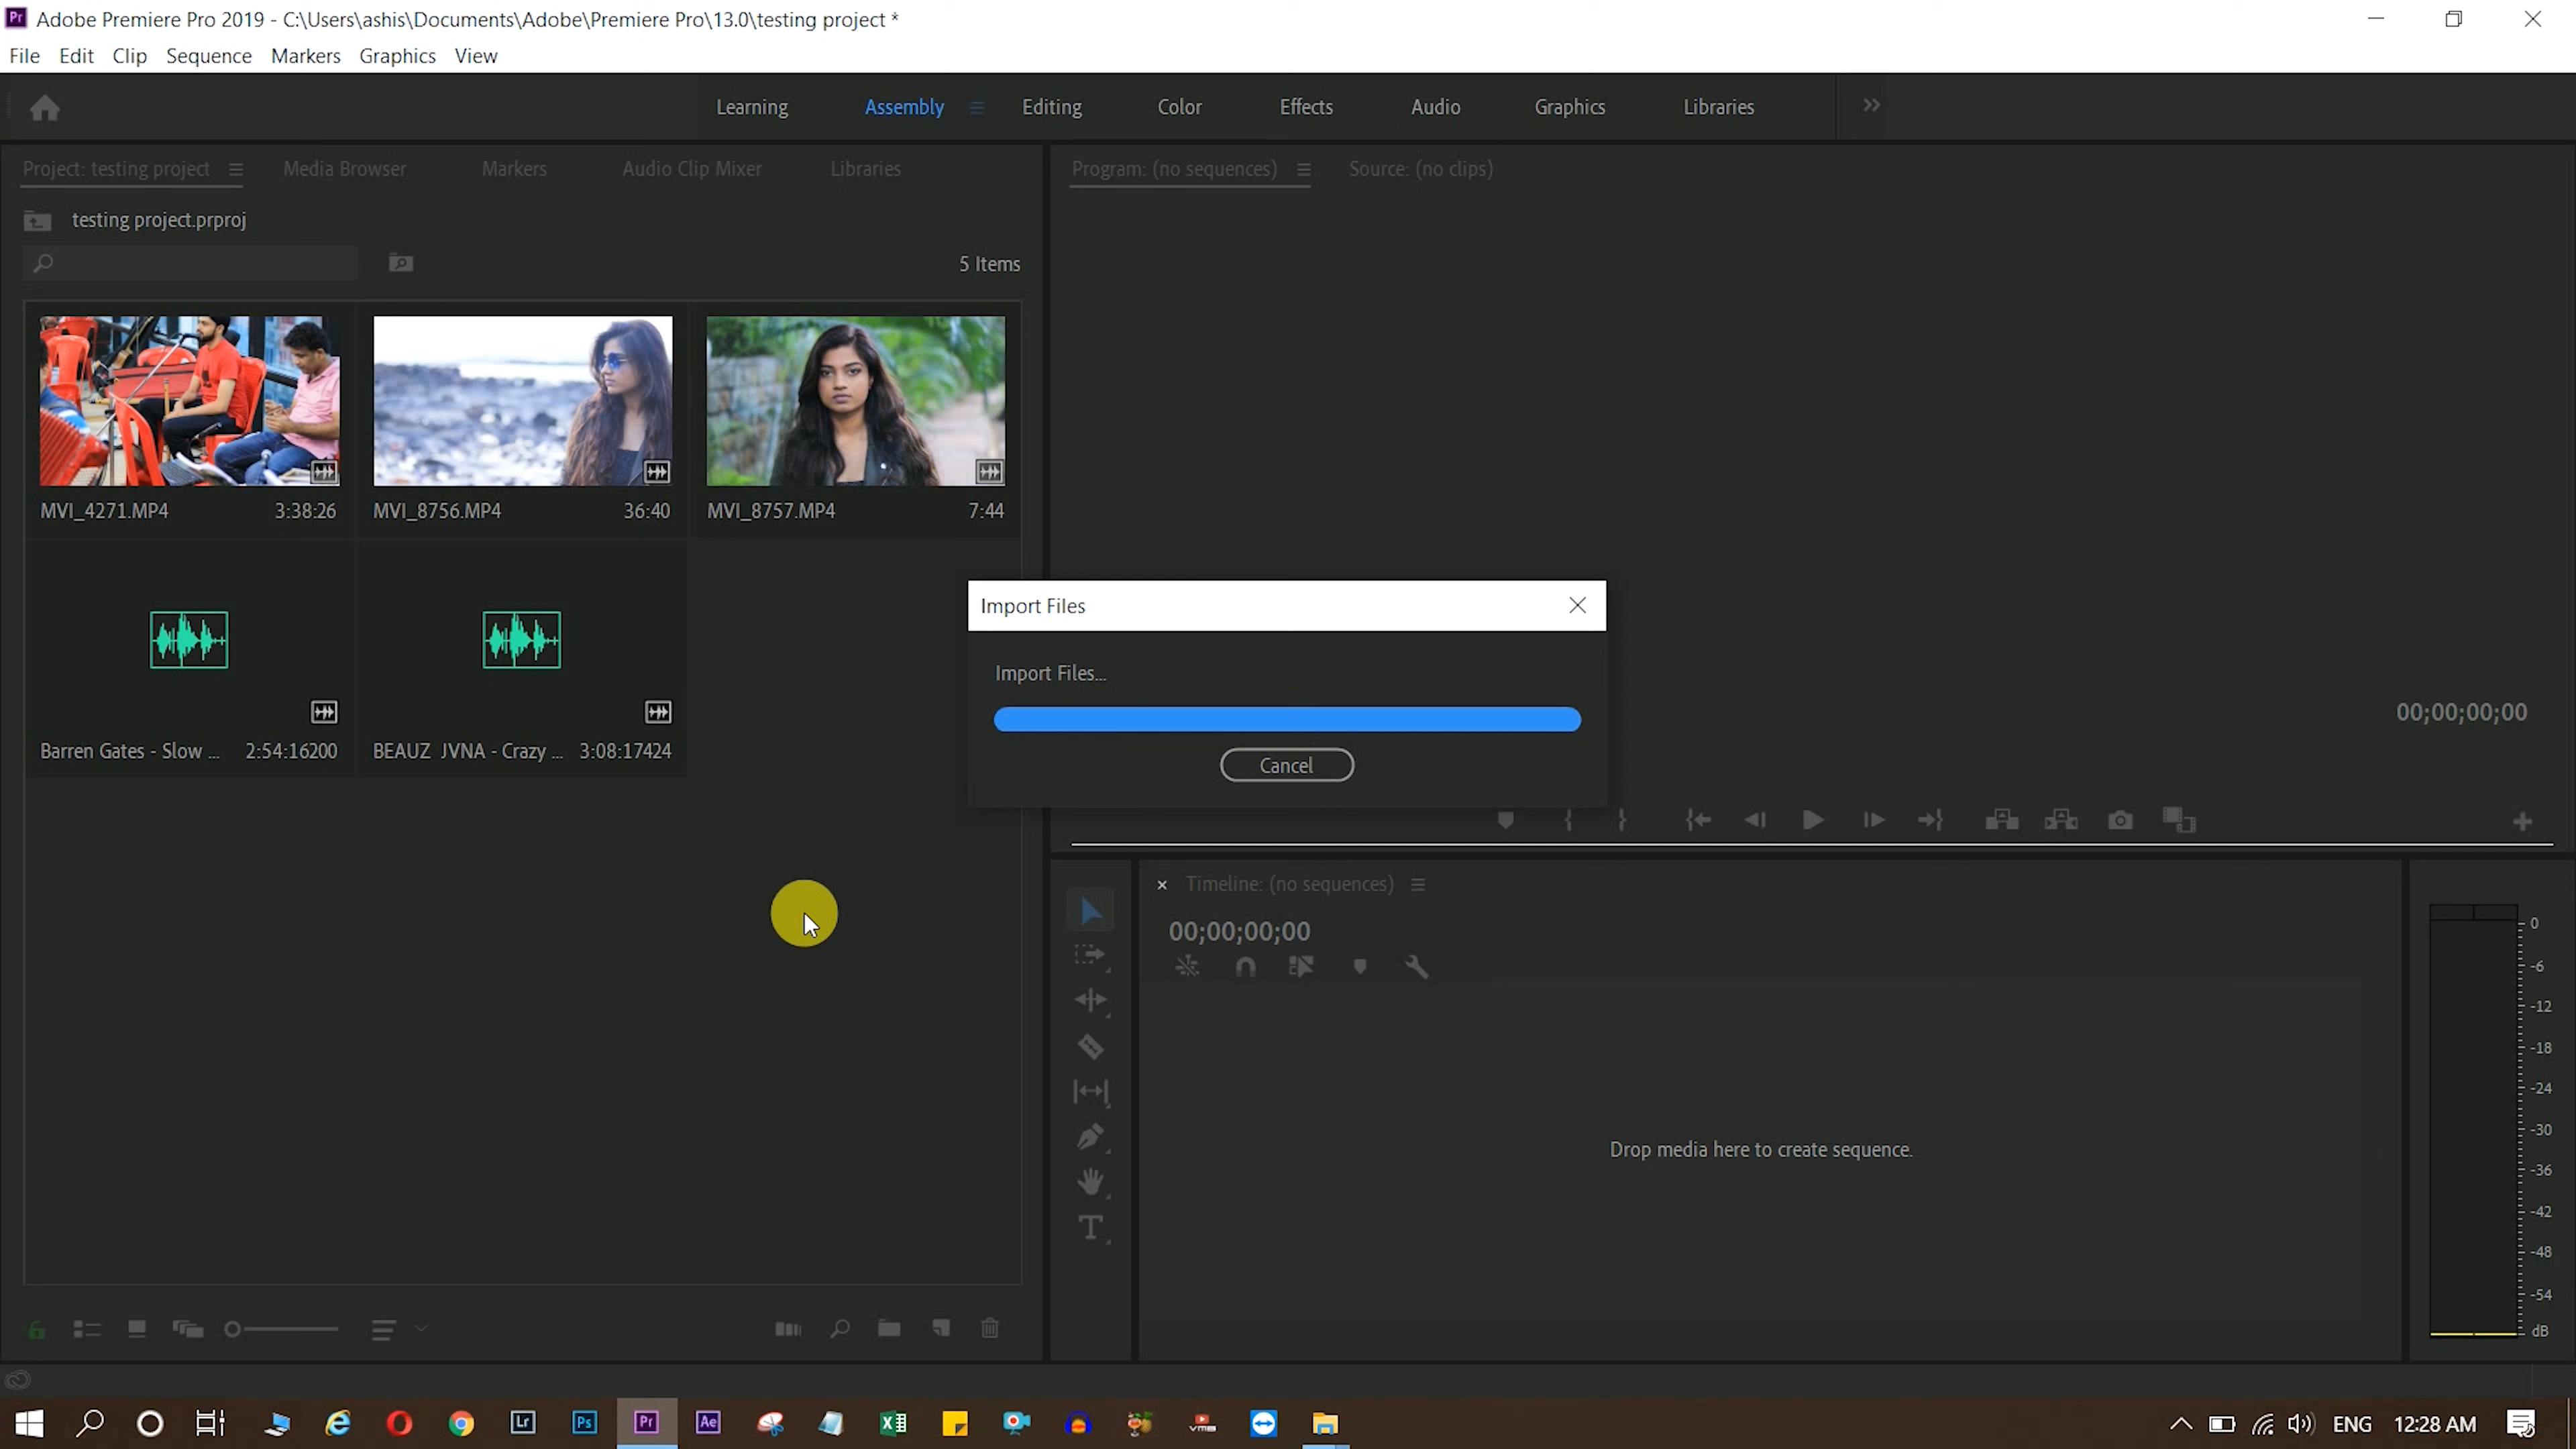 Pr Adobe Premiere Pro 2019 - C:\Users\ashis\Documents\Adobe\Premiere Pro\13.0\testing project *
File Edit Clip Sequence Markers Graphics View
Learning Assembly Editing Color Effects Audio Graphics Libraries
Project: testing project Media Browser Markers Audio Clip Mixer Libraries
Program: (no sequences) Source: (no clips)
testing project.prproj
5 Items
MVI_4271.MP4 3:38:26
MVI_8756.MP4 36:40
MVI_8757.MP4 7:44
Barren Gates - Slow ... 2:54:16200
BEAUZ JVNA - Crazy ... 3:08:17424
Import Files
Import Files...
Cancel
00;00;00;00
Timeline: (no sequences)
00;00;00;00
Drop media here to create sequence.
0
-6
-12
-18
-24
-30
-36
-42
-48
-54
dB
Lr Ps Pr Ae
ENG 12:28 AM